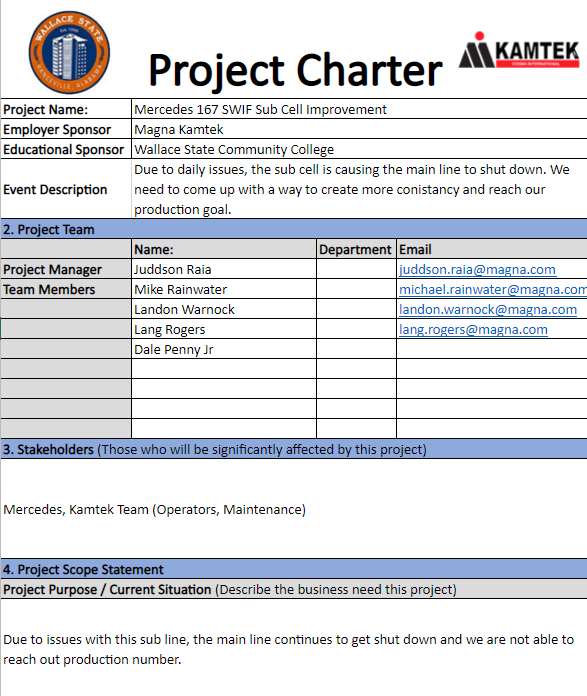 WALLACE STATE
HANCEVILLE, ALABAMA
KAMTEK
COSMA INTERNATIONAL
Project Charter
Project Name: Mercedes 167 SWIF Sub Cell Improvement
Employer Sponsor Magna Kamtek
Educational Sponsor Wallace State Community College
Event Description Due to daily issues, the sub cell is causing the main line to shut down. We
need to come up with a way to create more conistancy and reach our
production goal.
2. Project Team
Name: Department Email
Project Manager Juddson Raia juddson.raia@magna.com
Team Members Mike Rainwater michael.rainwater@magna.com
Landon Warnock landon.warnock@magna.com
Lang Rogers lang.rogers@magna.com
Dale Penny Jr
3. Stakeholders (Those who will be significantly affected by this project)
Mercedes, Kamtek Team (Operators, Maintenance)
4. Project Scope Statement
Project Purpose / Current Situation (Describe the business need this project)
Due to issues with this sub line, the main line continues to get shut down and we are not able to
reach out production number.